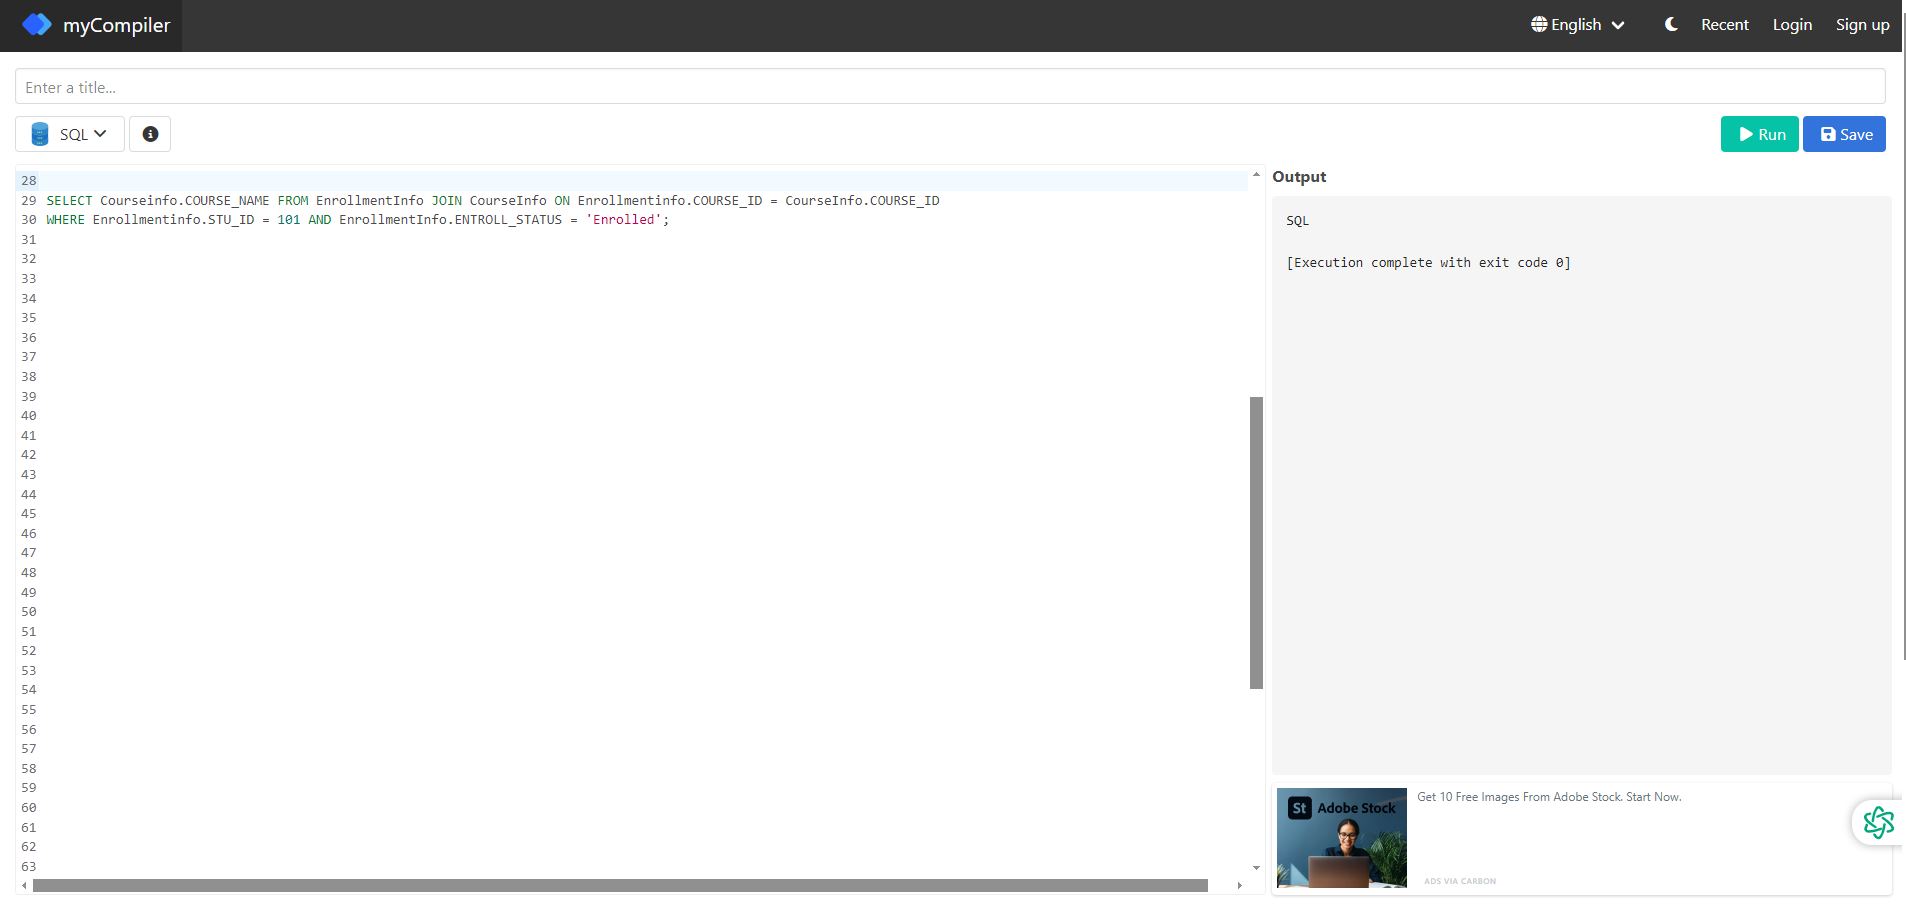 myCompiler
English
Recent
Login
Sign up
Enter a title...
SQL
Run
Save
28
29 SELECT Courseinfo.COURSE_NAME FROM EnrollmentInfo JOIN CourseInfo ON Enrollmentinfo.COURSE_ID = CourseInfo.COURSE_ID
30 WHERE Enrollmentinfo.STU_ID = 101 AND EnrollmentInfo.ENTROLL_STATUS = 'Enrolled';
31
32
33
34
35
36
37
38
39
40
41
42
43
44
45
46
47
48
49
50
51
52
53
54
55
56
57
58
59
60
61
62
63
Output
SQL
[Execution complete with exit code 0]
St Adobe Stock
Get 10 Free Images From Adobe Stock. Start Now.
ADS VIA CARBON